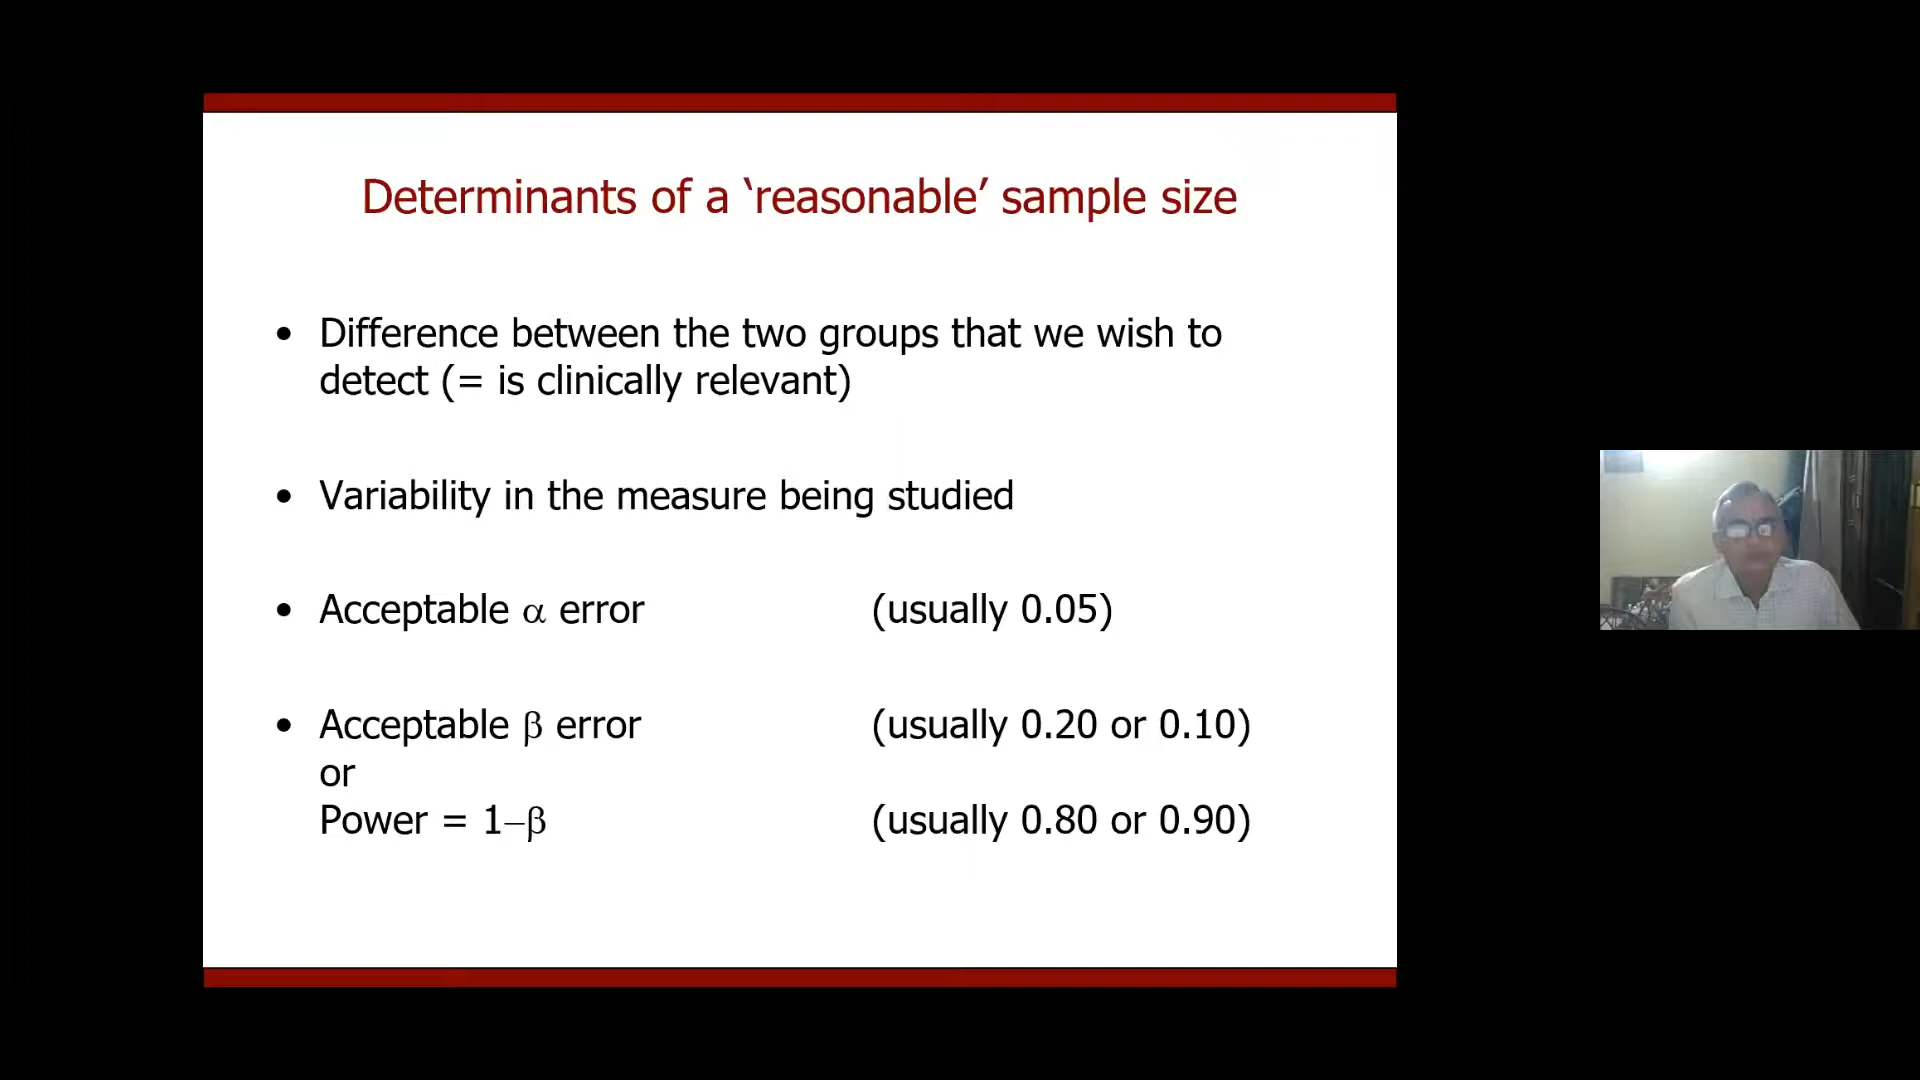 Determinants of a ‘reasonable’ sample size
• Difference between the two groups that we wish to
detect (= is clinically relevant)
• Variability in the measure being studied
• Acceptable α error (usually 0.05)
• Acceptable β error (usually 0.20 or 0.10)
or
Power = 1–β (usually 0.80 or 0.90)